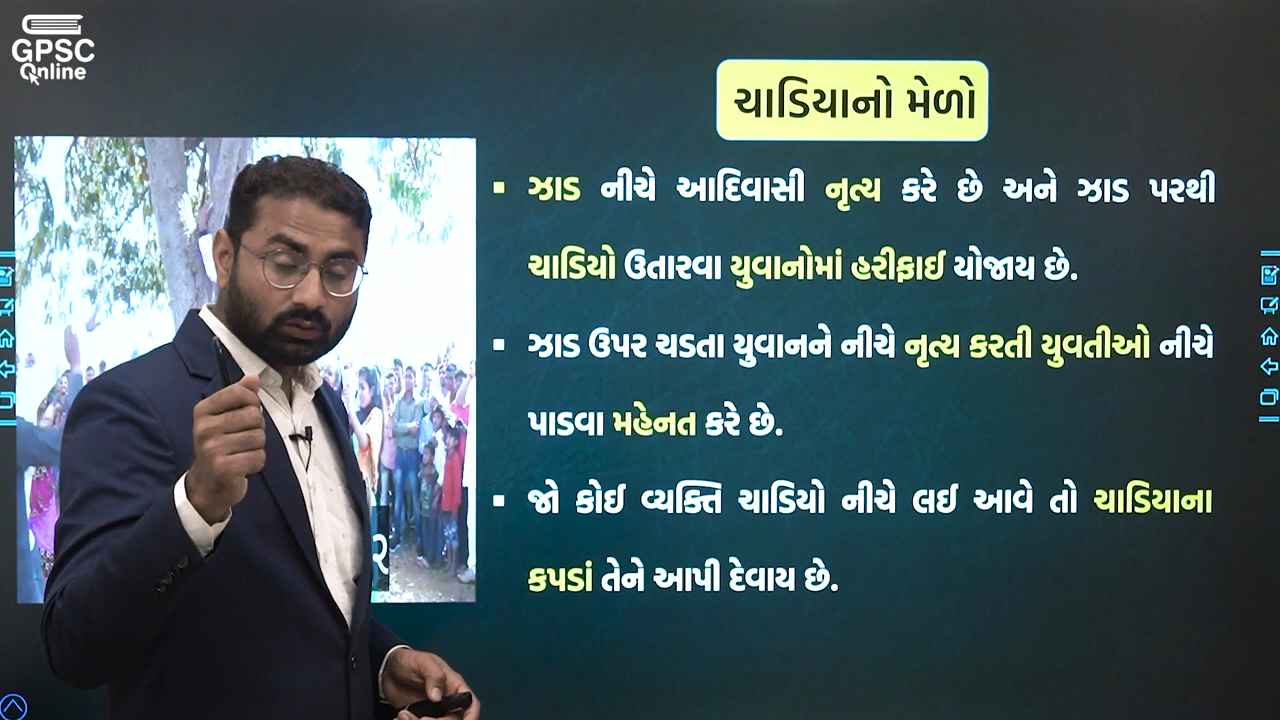 GPSC
Online
ચાડિયાનો મેળો
ઝાડ નીચે આદિવાસી નૃત્ય કરે છે અને ઝાડ પરથી
ચાડિયો ઉતારવા યુવાનોમાં હરીફાઈ યોજાય છે.
ઝાડ ઉપર ચડતા યુવાનને નીચે નૃત્ય કરતી યુવતીઓ નીચે
પાડવા મહેનત કરે છે.
જો કોઈ વ્યક્તિ ચાડિયો નીચે લઈ આવે તો ચાડિયાના
કપડાં તેને આપી દેવાય છે.